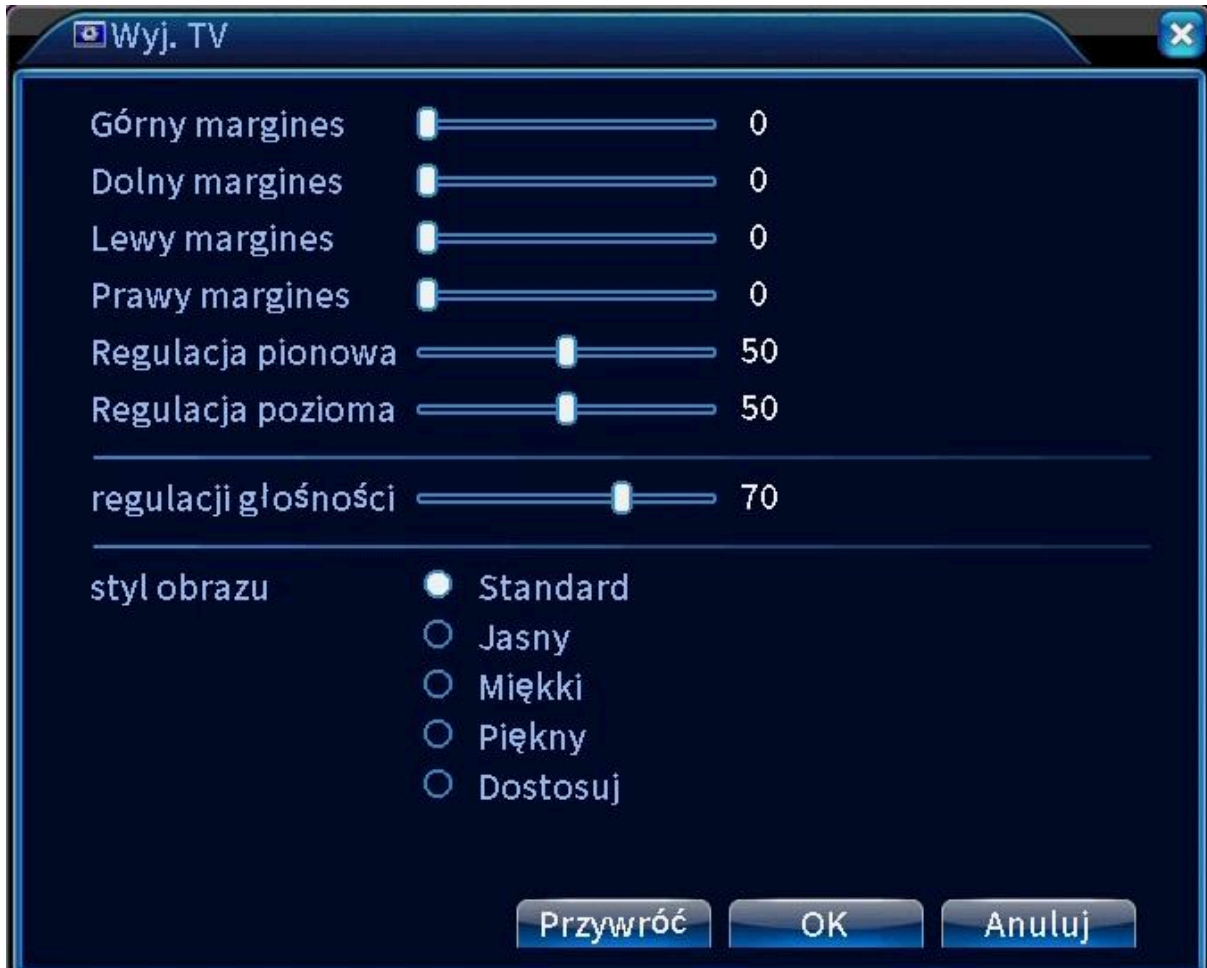 Wyj. TV
Górny margines 0
Dolny margines 0
Lewy margines 0
Prawy margines 0
Regulacja pionowa 50
Regulacja pozioma 50
regulacji głośności 70
styl obrazu Standard
Jasny
Miękki
Piękny
Dostosuj
Przywróć OK Anuluj